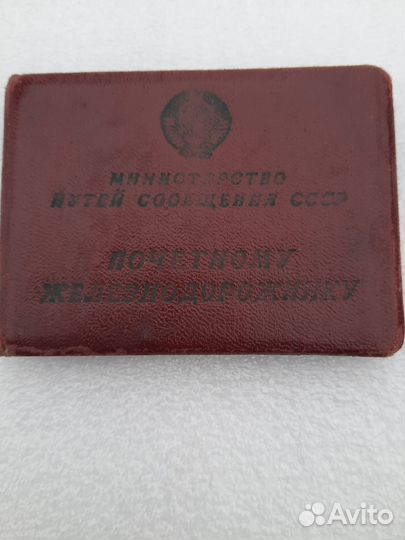 МИНИСТЕРСТВО
ПУТЕЙ СООБЩЕНИЯ СССР
ПОЧЕТНОМУ
ЖЕЛЕЗНОДОРОЖНИКУ
Avito